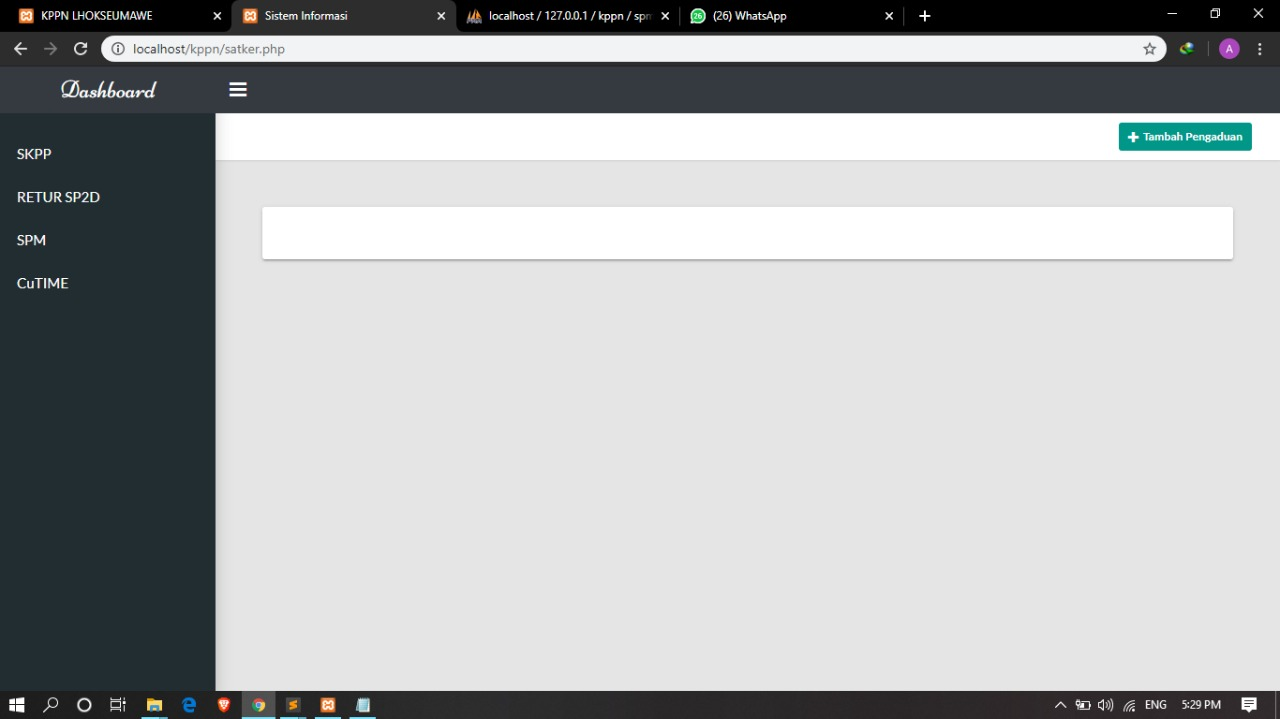 KPPN LHOKSEUMAWE
Sistem Informasi
localhost / 127.0.0.1 / kppn / spm
26
(26) WhatsApp
localhost/kppn/satker.php
A
Dashboard
Tambah Pengaduan
SKPP
RETUR SP2D
SPM
CuTIME
ENG
5:29 PM